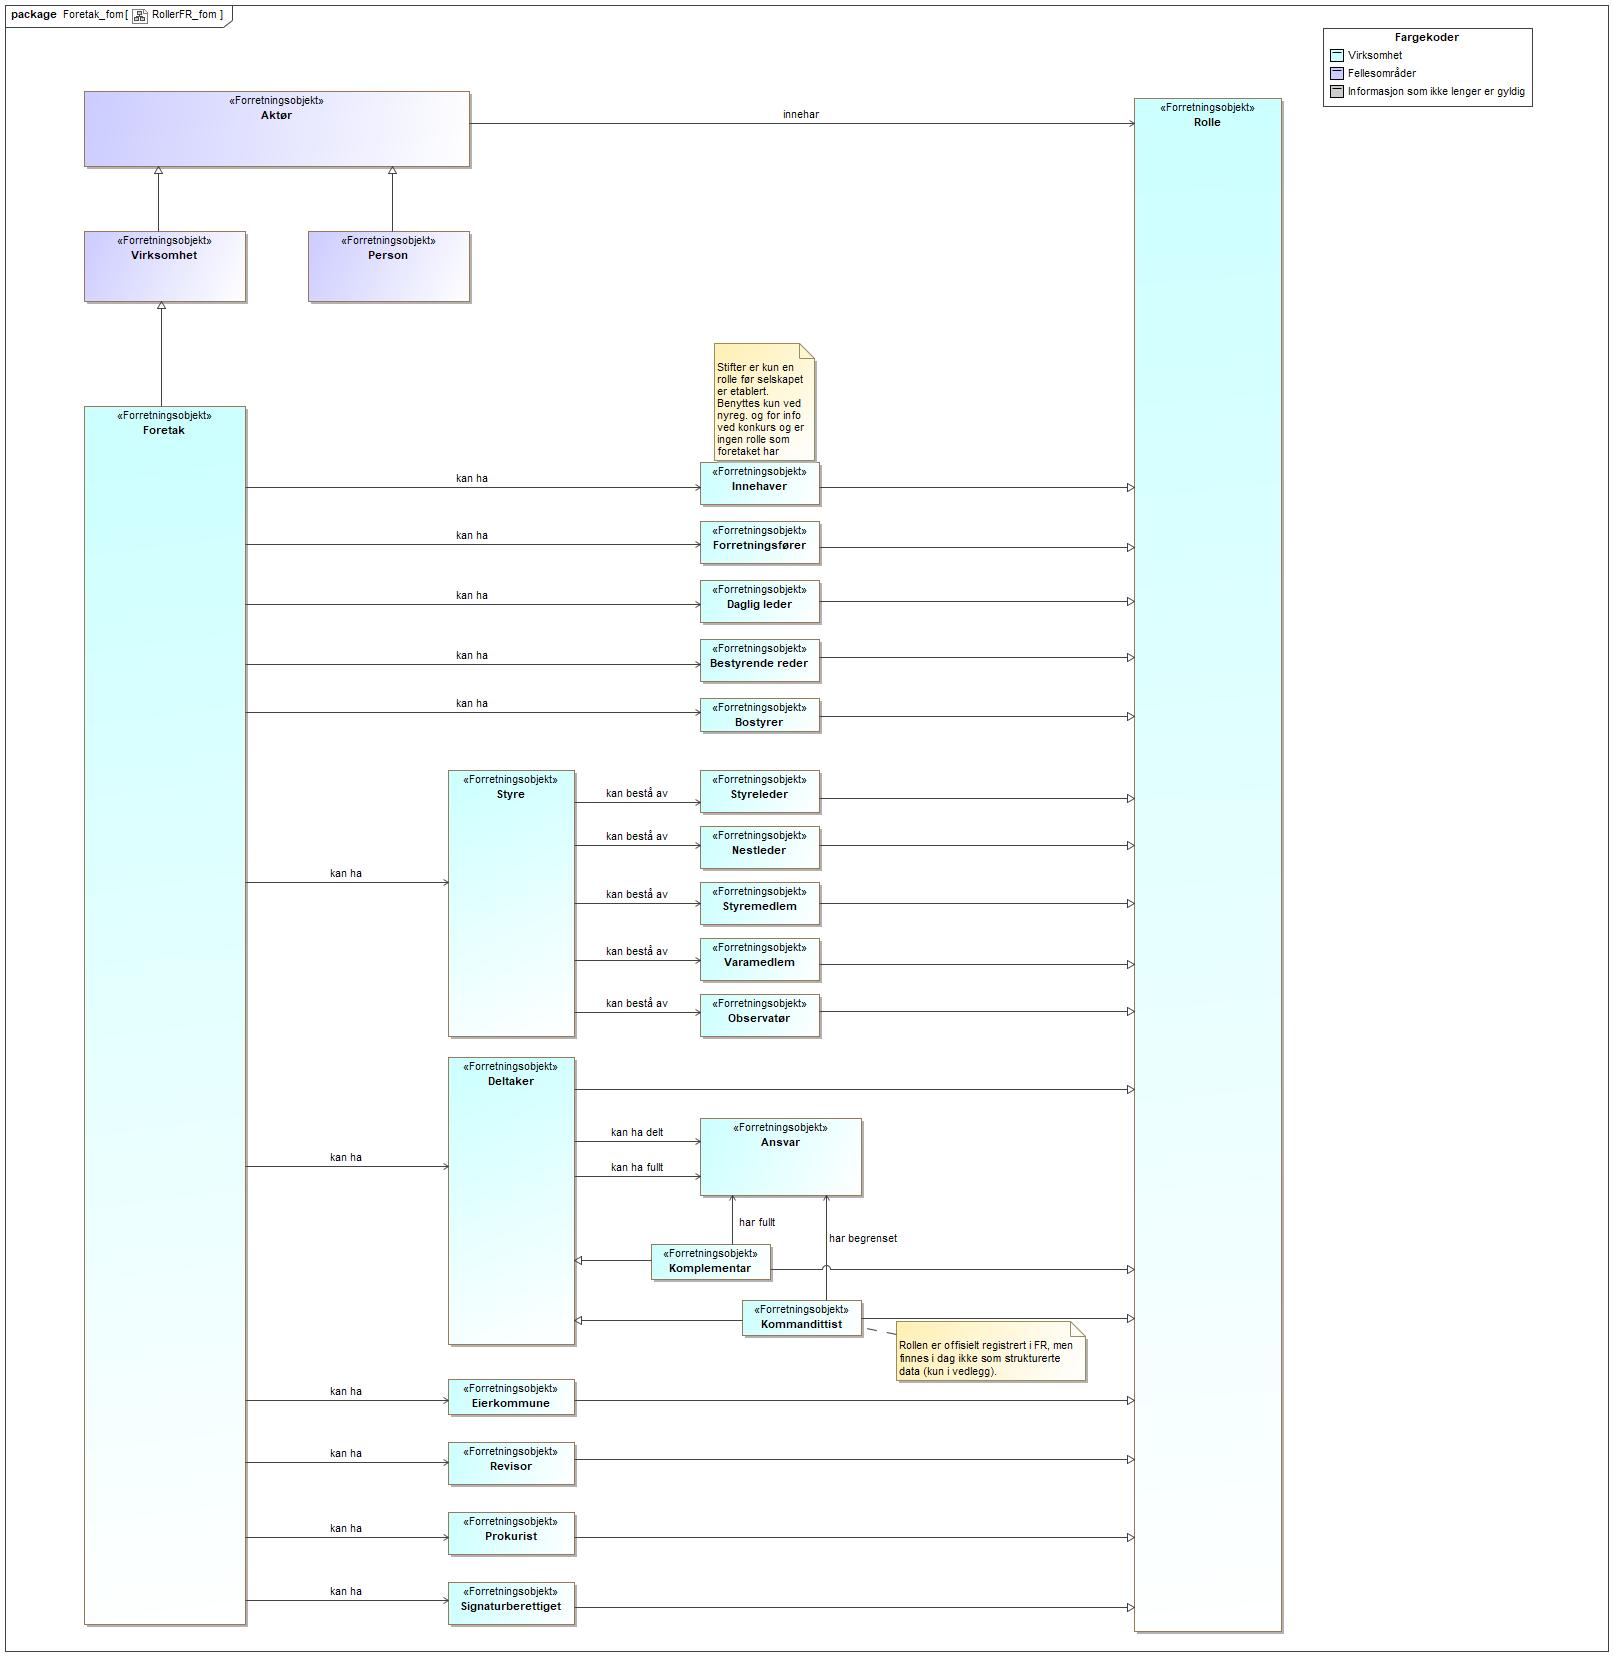 package Foretak_fom[ RollerFR_fom ]
Fargekoder
Virksomhet
Fellesområder
Informasjon som ikke lenger er gyldig
«Forretningsobjekt»
Aktør
innehar
«Forretningsobjekt»
Rolle
«Forretningsobjekt»
Virksomhet
«Forretningsobjekt»
Person
«Forretningsobjekt»
Foretak
Stifter er kun en
rolle før selskapet
er etablert.
Benyttes kun ved
nyreg. og for info
ved konkurs og er
ingen rolle som
foretaket har
kan ha
«Forretningsobjekt»
Innehaver
kan ha
«Forretningsobjekt»
Forretningsfører
kan ha
«Forretningsobjekt»
Daglig leder
kan ha
«Forretningsobjekt»
Bestyrende reder
kan ha
«Forretningsobjekt»
Bostyrer
kan ha
«Forretningsobjekt»
Styre
kan bestå av
«Forretningsobjekt»
Styreleder
kan bestå av
«Forretningsobjekt»
Nestleder
kan bestå av
«Forretningsobjekt»
Styremedlem
kan bestå av
«Forretningsobjekt»
Varamedlem
kan bestå av
«Forretningsobjekt»
Observatør
kan ha
«Forretningsobjekt»
Deltaker
kan ha delt
kan ha fullt
«Forretningsobjekt»
Ansvar
har fullt
har begrenset
«Forretningsobjekt»
Komplementar
«Forretningsobjekt»
Kommandittist
Rollen er offisielt registrert i FR, men
finnes i dag ikke som strukturerte
data (kun i vedlegg).
kan ha
«Forretningsobjekt»
Eierkommune
kan ha
«Forretningsobjekt»
Revisor
kan ha
«Forretningsobjekt»
Prokurist
kan ha
«Forretningsobjekt»
Signaturberettiget